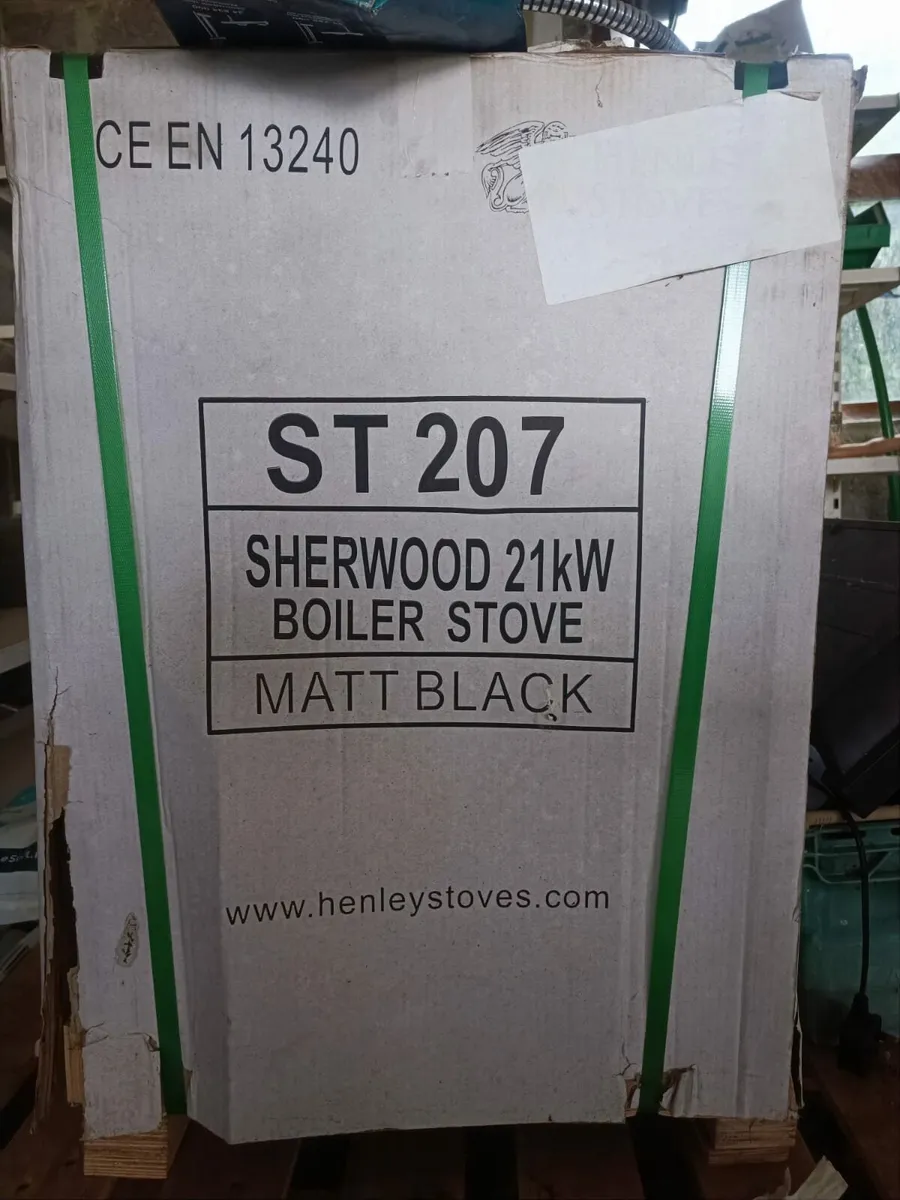 CE EN 13240
ST 207
SHERWOOD 21kW
BOILER STOVE
MATT BLACK
www.henleystoves.com